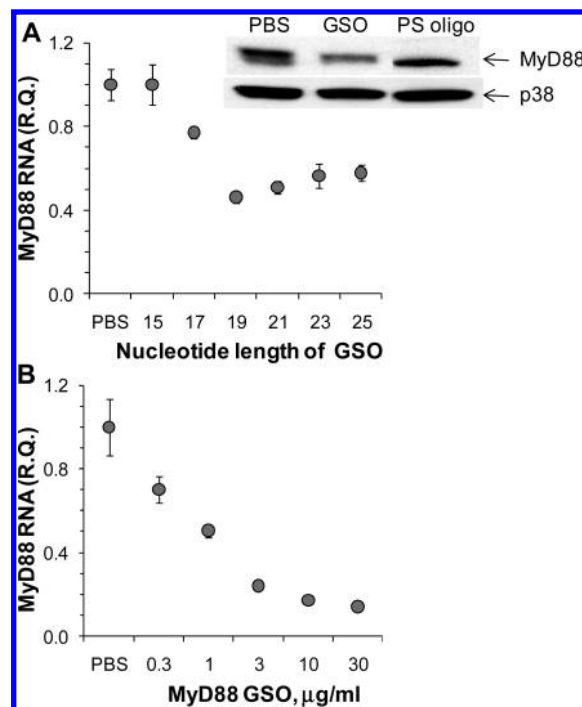 A
PBS GSO PS oligo
MyD88
p38
MyD88 RNA (R.Q.)
1.2
0.8
0.4
0.0
PBS 15 17 19 21 23 25
Nucleotide length of GSO
B
MyD88 RNA (R.Q.)
1.2
0.8
0.4
0.0
PBS 0.3 1 3 10 30
MyD88 GSO, μg/ml